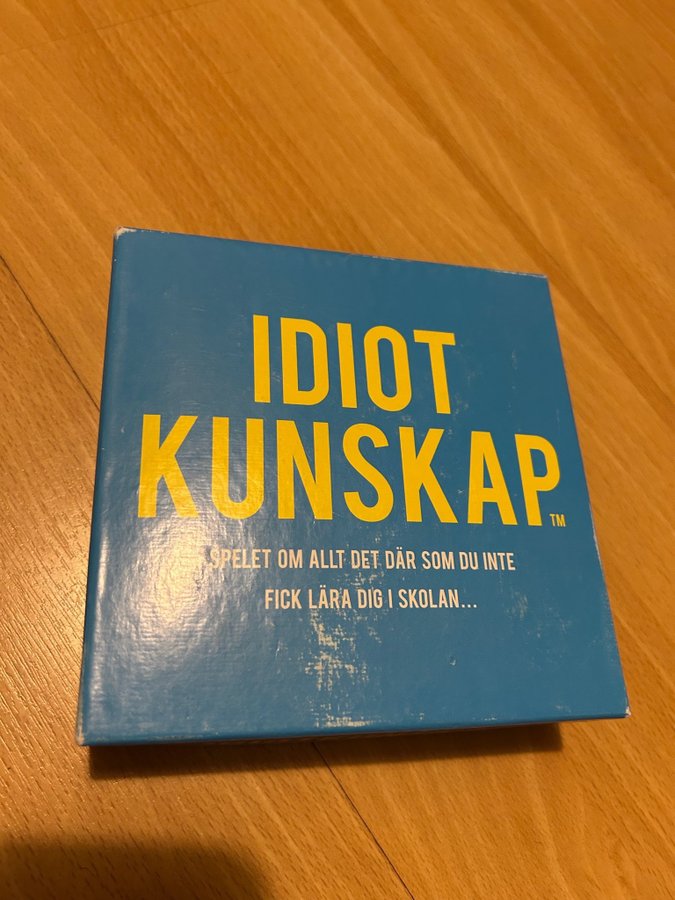 IDIOT
KUNSKAP™
SPELET OM ALLT DET DÄR SOM DU INTE
FICK LÄRA DIG I SKOLAN...